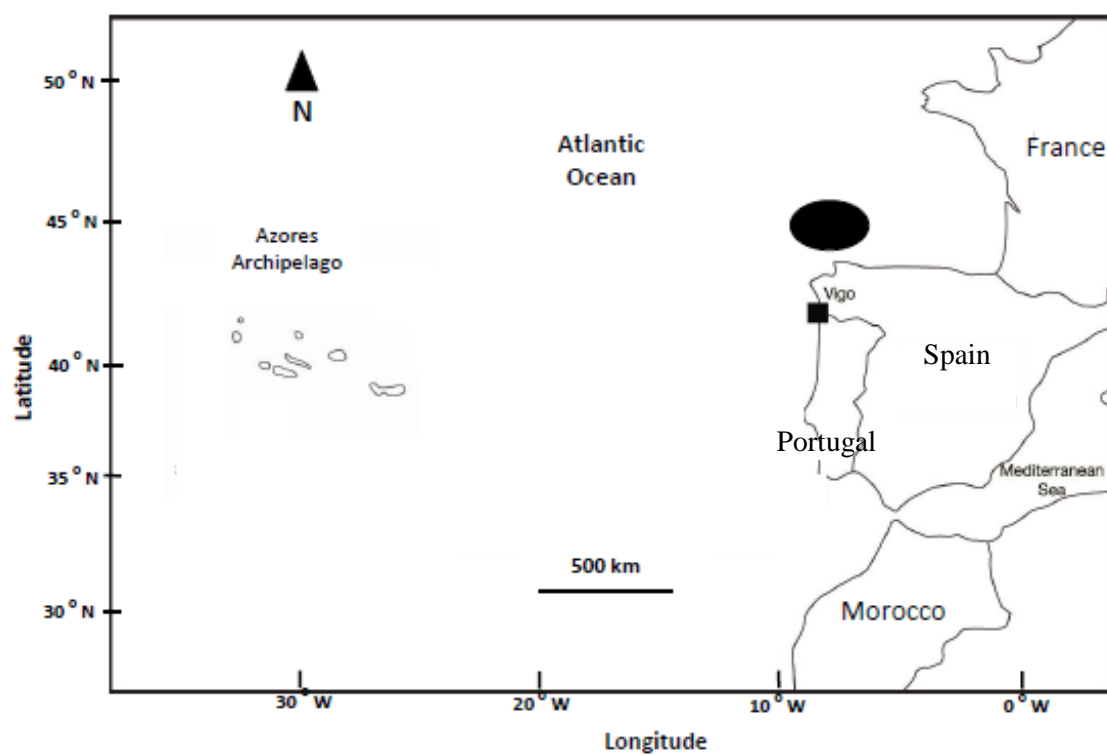 50° N
N
Atlantic
Ocean
France
45° N
Azores
Archipelago
Vigo
40° N
Spain
Latitude
Portugal
35° N
Mediterranean
Sea
500 km
30° N
Morocco
30° W
20° W
10° W
0° W
Longitude